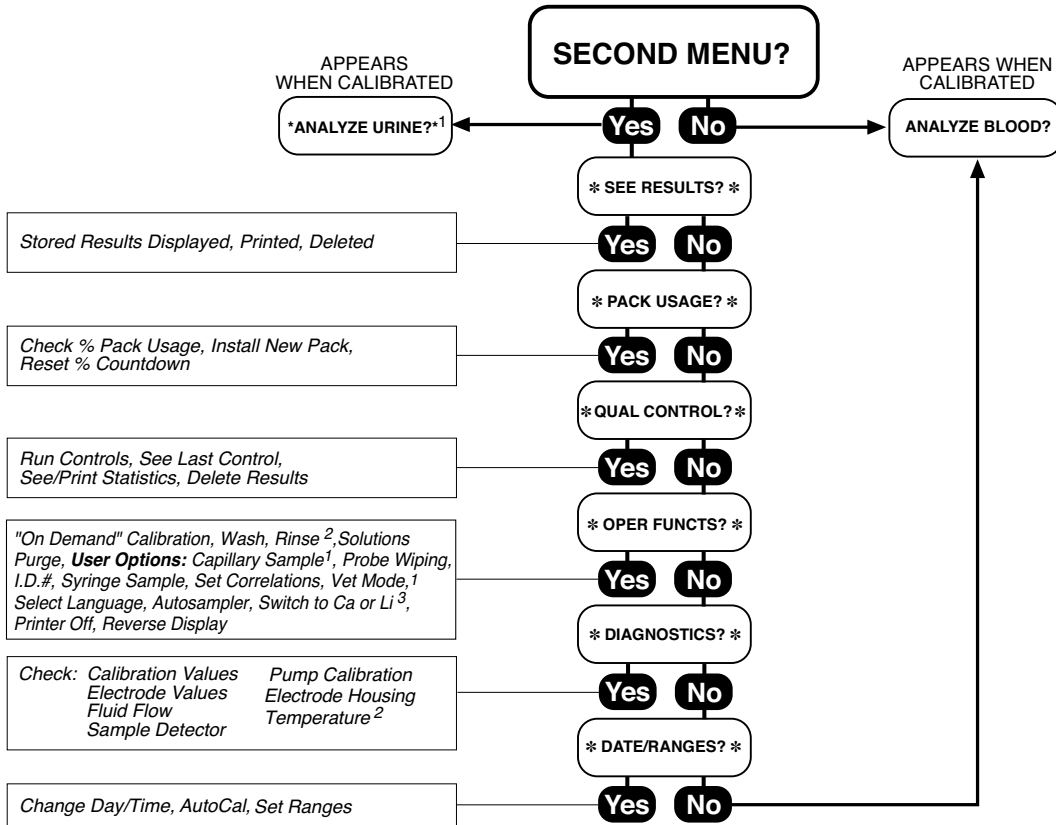 SECOND MENU?
APPEARS
WHEN CALIBRATED
*ANALYZE URINE?*1
Yes No
APPEARS WHEN
CALIBRATED
ANALYZE BLOOD?
* SEE RESULTS? *
Yes No
Stored Results Displayed, Printed, Deleted
* PACK USAGE? *
Yes No
Check % Pack Usage, Install New Pack,
Reset % Countdown
* QUAL CONTROL? *
Yes No
Run Controls, See Last Control,
See/Print Statistics, Delete Results
* OPER FUNCTS? *
Yes No
"On Demand" Calibration, Wash, Rinse 2,Solutions
Purge, User Options: Capillary Sample1, Probe Wiping,
I.D.#, Syringe Sample, Set Correlations, Vet Mode,1
Select Language, Autosampler, Switch to Ca or Li 3,
Printer Off, Reverse Display
* DIAGNOSTICS? *
Yes No
Check: Calibration Values Pump Calibration
Electrode Values Electrode Housing
Fluid Flow Temperature 2
Sample Detector
* DATE/RANGES? *
Yes No
Change Day/Time, AutoCal, Set Ranges